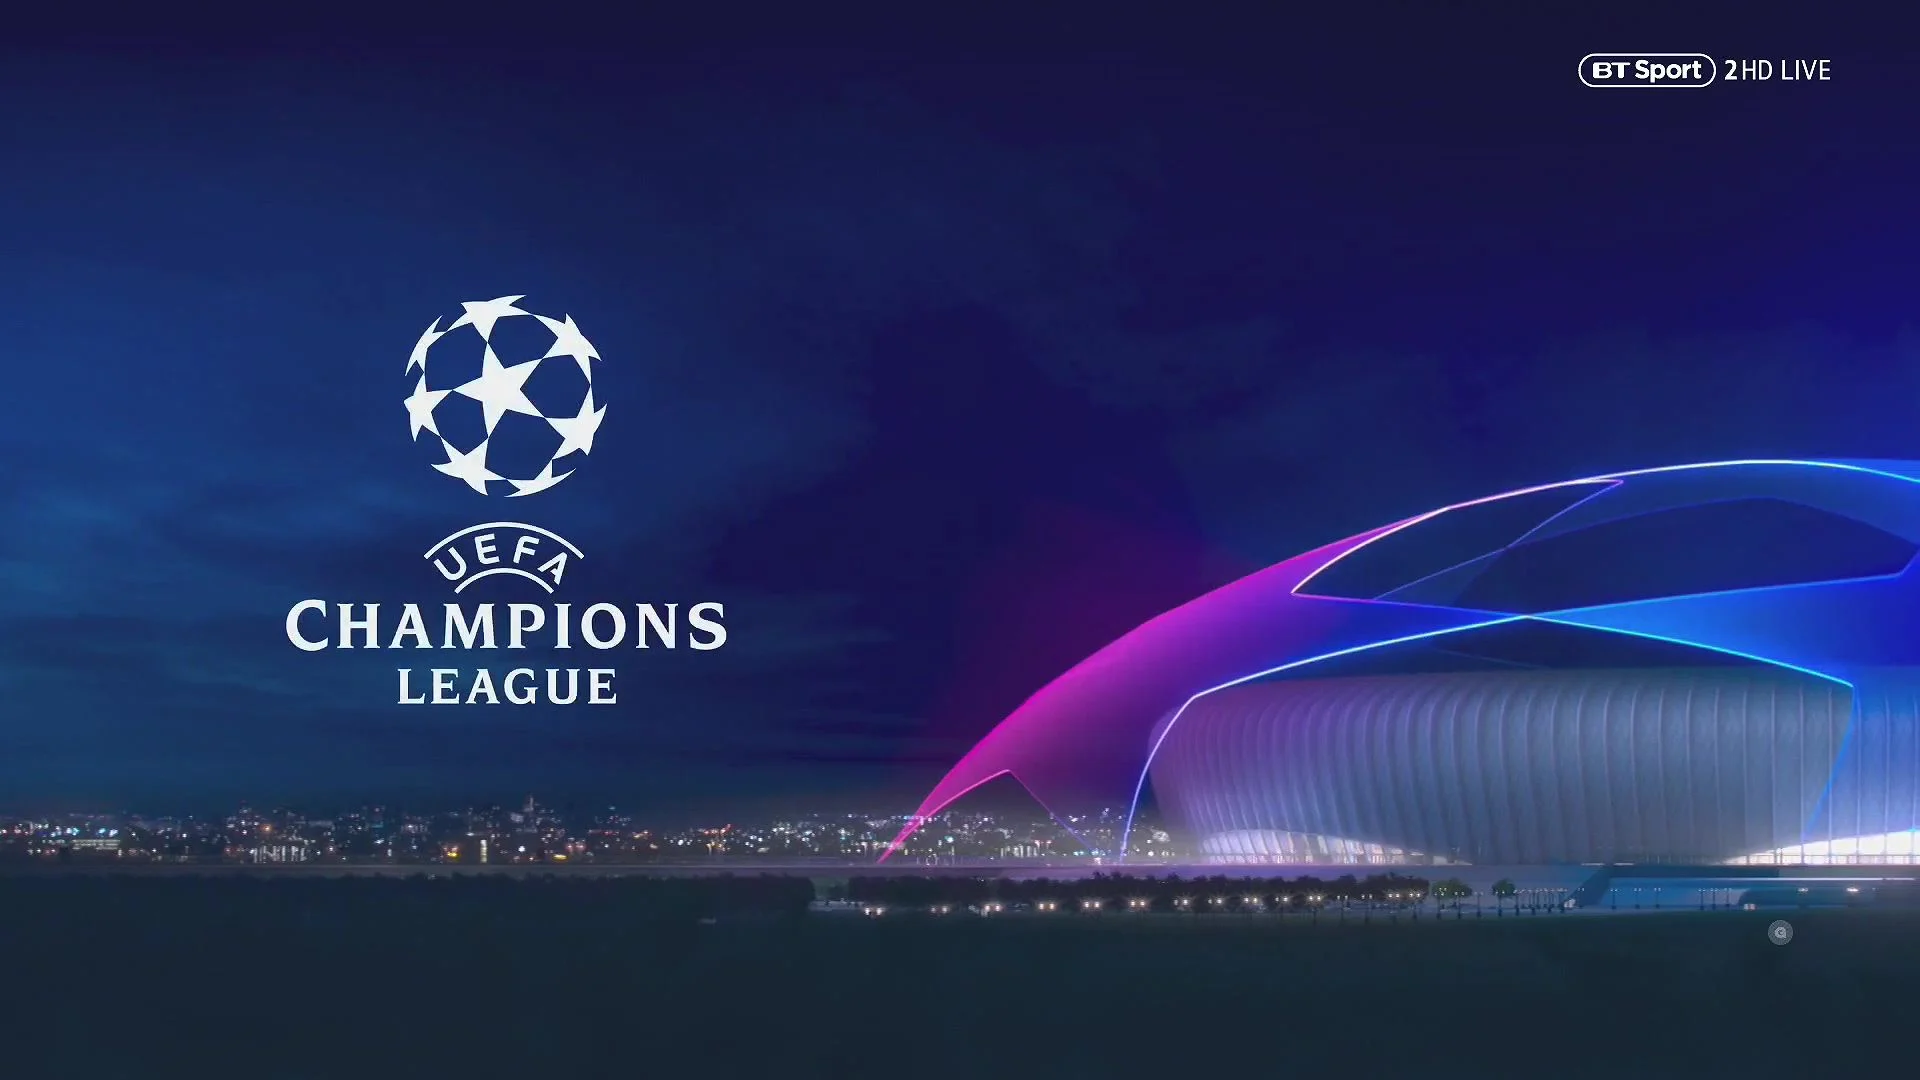 BT Sport 2HD LIVE
UEFA
CHAMPIONS
LEAGUE